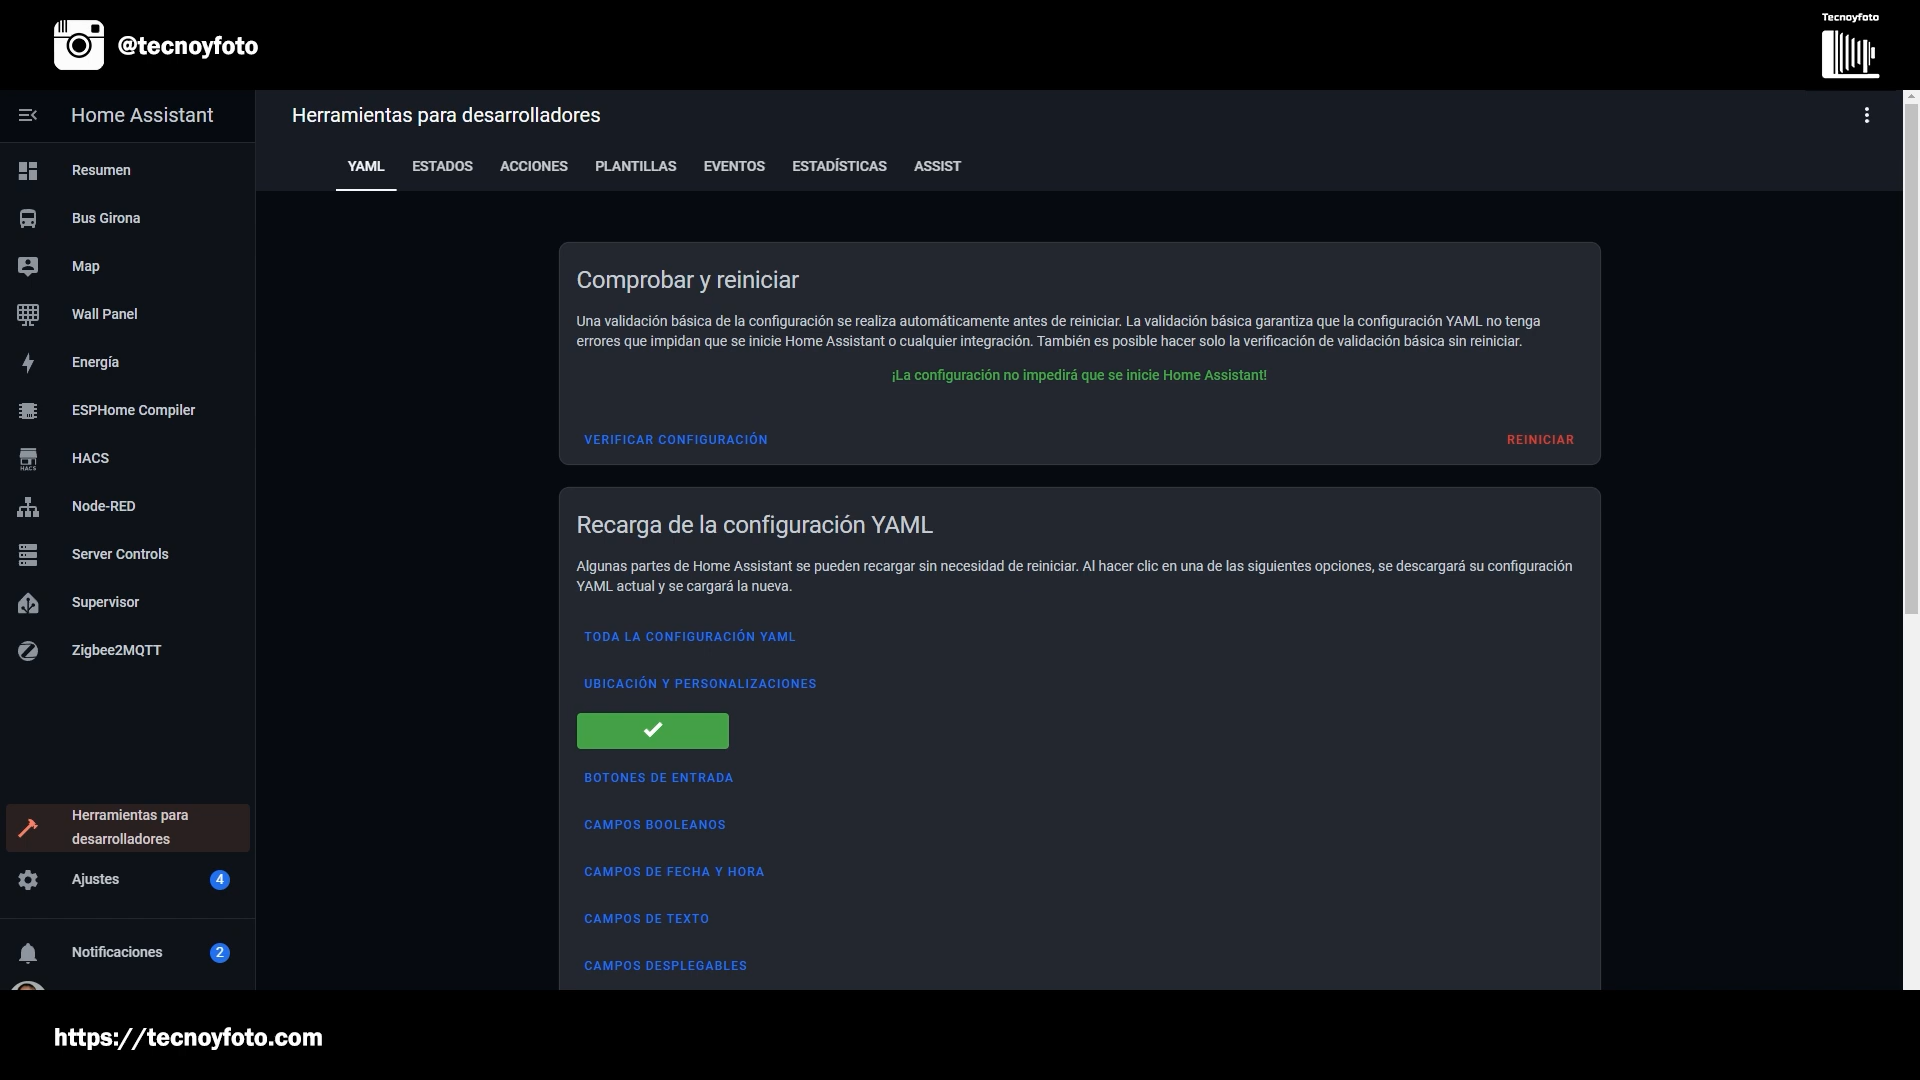 @tecnoyfoto
Tecnoyfoto
Home Assistant
Herramientas para desarrolladores
YAML
ESTADOS
ACCIONES
PLANTILLAS
EVENTOS
ESTADÍSTICAS
ASSIST
Resumen
Bus Girona
Map
Wall Panel
Energía
ESPHome Compiler
HACS
HACS
Node-RED
Server Controls
Supervisor
Zigbee2MQTT
Herramientas para
desarrolladores
Ajustes
4
Notificaciones
2
Comprobar y reiniciar
Una validación básica de la configuración se realiza automáticamente antes de reiniciar. La validación básica garantiza que la configuración YAML no tenga
errores que impidan que se inicie Home Assistant o cualquier integración. También es posible hacer solo la verificación de validación básica sin reiniciar.
¡La configuración no impedirá que se inicie Home Assistant!
VERIFICAR CONFIGURACIÓN
REINICIAR
Recarga de la configuración YAML
Algunas partes de Home Assistant se pueden recargar sin necesidad de reiniciar. Al hacer clic en una de las siguientes opciones, se descargará su configuración
YAML actual y se cargará la nueva.
TODA LA CONFIGURACIÓN YAML
UBICACIÓN Y PERSONALIZACIONES
BOTONES DE ENTRADA
CAMPOS BOOLEANOS
CAMPOS DE FECHA Y HORA
CAMPOS DE TEXTO
CAMPOS DESPLEGABLES
https://tecnoyfoto.com